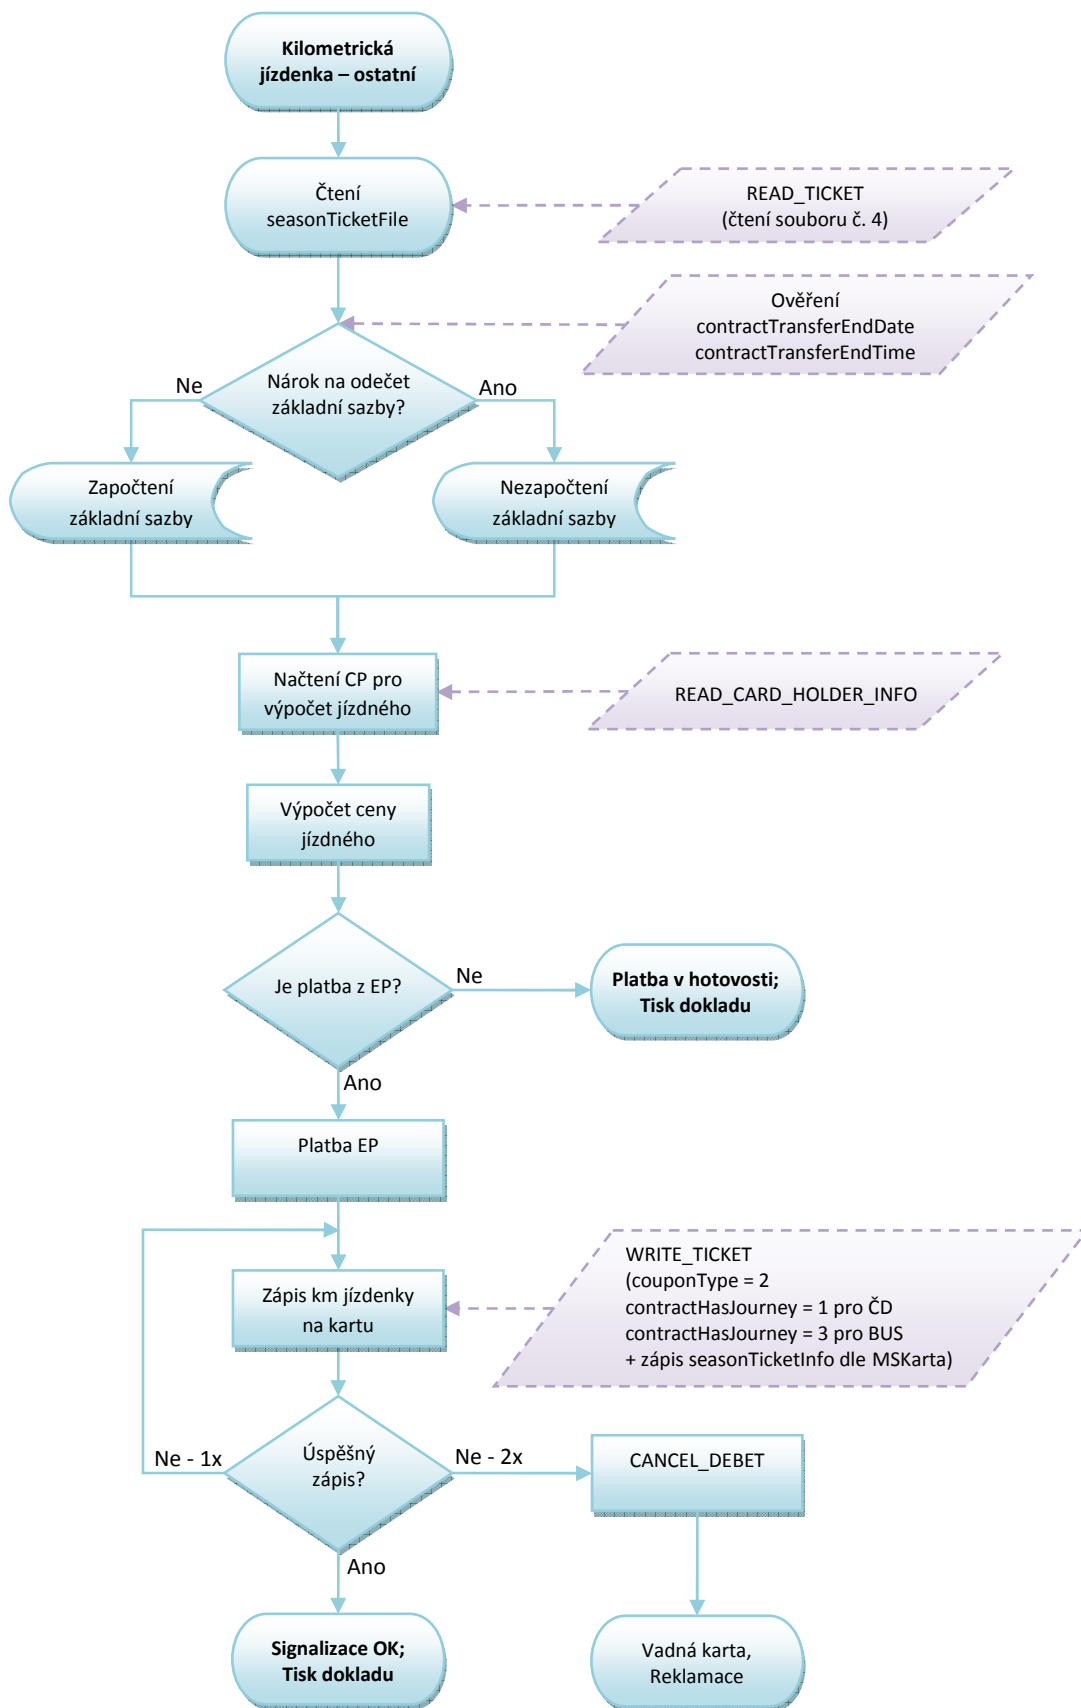 Kilometrická
jízdenka – ostatní
Čtení
seasonTicketFile
READ_TICKET
(čtení souboru č. 4)
Ověření
contractTransferEndDate
contractTransferEndTime
Nárok na odečet
základní sazby?
Ne
Ano
Započtení
základní sazby
Nezapočtení
základní sazby
Načtení CP pro
výpočet jízdného
READ_CARD_HOLDER_INFO
Výpočet ceny
jízdného
Je platba z EP?
Ne
Platba v hotovosti;
Tisk dokladu
Ano
Platba EP
WRITE_TICKET
(couponType = 2
contractHasJourney = 1 pro ČD
contractHasJourney = 3 pro BUS
+ zápis seasonTicketInfo dle MSKarta)
Zápis km jízdenky
na kartu
Úspěšný
zápis?
Ne - 1x
Ne - 2x
CANCEL_DEBET
Ano
Signalizace OK;
Tisk dokladu
Vadná karta,
Reklamace